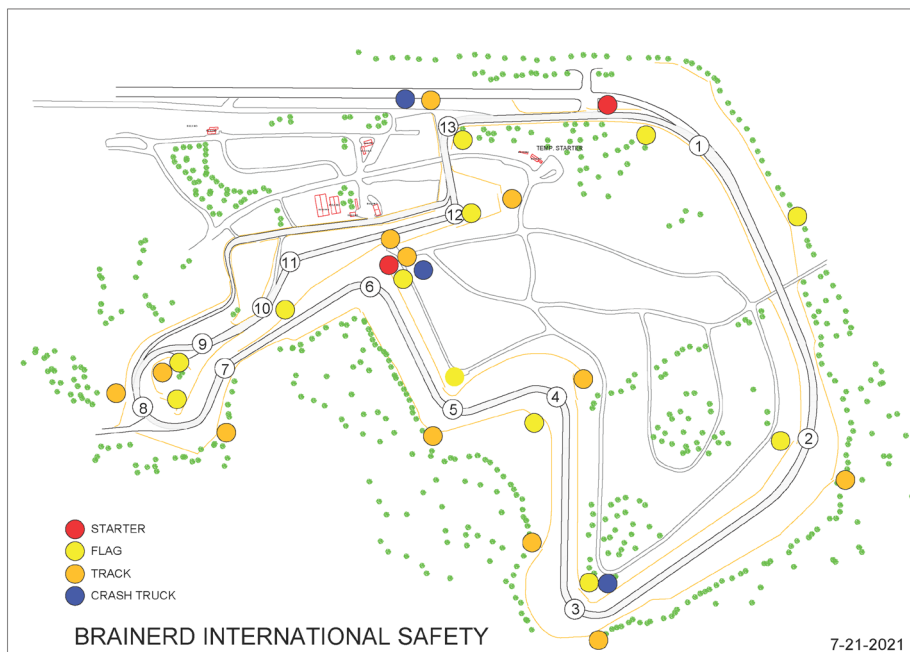 13
1
TEMP. STARTER
12
11
6
10
9
7
4
8
5
2
STARTER
FLAG
TRACK
CRASH TRUCK
3
BRAINERD INTERNATIONAL SAFETY
7-21-2021